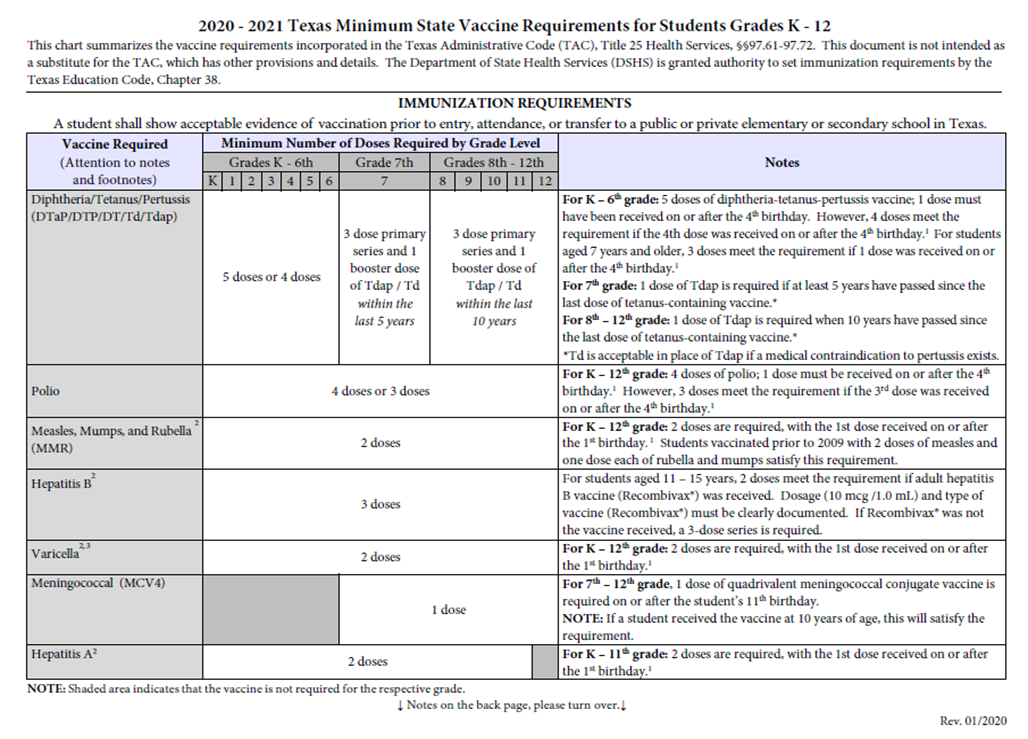 2020 - 2021 Texas Minimum State Vaccine Requirements for Students Grades K - 12
This chart summarizes the vaccine requirements incorporated in the Texas Administrative Code (TAC), Title 25 Health Services, §§97.61-97.72. This document is not intended as
a substitute for the TAC, which has other provisions and details. The Department of State Health Services (DSHS) is granted authority to set immunization requirements by the
Texas Education Code, Chapter 38.
IMMUNIZATION REQUIREMENTS
A student shall show acceptable evidence of vaccination prior to entry, attendance, or transfer to a public or private elementary or secondary school in Texas.
Vaccine Required
(Attention to notes
and footnotes)
Minimum Number of Doses Required by Grade Level
Grades K - 6th
Grade 7th
Grades 8th - 12th
K 1 2 3 4 5 6
7
8 9 10 11 12
Notes
Diphtheria/Tetanus/Pertussis
(DTaP/DTP/DT/Td/Tdap)
5 doses or 4 doses
3 dose primary
series and 1
booster dose
of Tdap / Td
within the
last 5 years
3 dose primary
series and 1
booster dose of
Tdap / Td
within the last
10 years
For K – 6th grade: 5 doses of diphtheria-tetanus-pertussis vaccine; 1 dose must
have been received on or after the 4th birthday. However, 4 doses meet the
requirement if the 4th dose was received on or after the 4th birthday.¹ For students
aged 7 years and older, 3 doses meet the requirement if 1 dose was received on or
after the 4th birthday.¹
For 7th grade: 1 dose of Tdap is required if at least 5 years have passed since the
last dose of tetanus-containing vaccine.*
For 8th – 12th grade: 1 dose of Tdap is required when 10 years have passed since
the last dose of tetanus-containing vaccine.*
*Td is acceptable in place of Tdap if a medical contraindication to pertussis exists.
Polio
4 doses or 3 doses
For K – 12th grade: 4 doses of polio; 1 dose must be received on or after the 4th
birthday.¹ However, 3 doses meet the requirement if the 3rd dose was received
on or after the 4th birthday.¹
Measles, Mumps, and Rubella ²
(MMR)
2 doses
For K – 12th grade: 2 doses are required, with the 1st dose received on or after
the 1st birthday. ¹ Students vaccinated prior to 2009 with 2 doses of measles and
one dose each of rubella and mumps satisfy this requirement.
Hepatitis B²
3 doses
For students aged 11 – 15 years, 2 doses meet the requirement if adult hepatitis
B vaccine (Recombivax®) was received. Dosage (10 mcg /1.0 mL) and type of
vaccine (Recombivax®) must be clearly documented. If Recombivax® was not
the vaccine received, a 3-dose series is required.
Varicella²,³
2 doses
For K – 12th grade: 2 doses are required, with the 1st dose received on or after
the 1st birthday.¹
Meningococcal (MCV4)
1 dose
For 7th – 12th grade, 1 dose of quadrivalent meningococcal conjugate vaccine is
required on or after the student's 11th birthday.
NOTE: If a student received the vaccine at 10 years of age, this will satisfy the
requirement.
Hepatitis A²
2 doses
For K – 11th grade: 2 doses are required, with the 1st dose received on or after
the 1st birthday.¹
NOTE: Shaded area indicates that the vaccine is not required for the respective grade.
↓ Notes on the back page, please turn over.↓
Rev. 01/2020